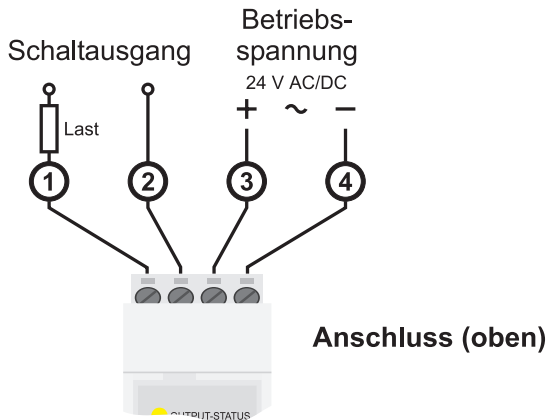 Schaltausgang
Betriebs-
spannung
24 V AC/DC
+ ~ –
Last
1 2 3 4
Anschluss (oben)
OUTPUT-STATUS